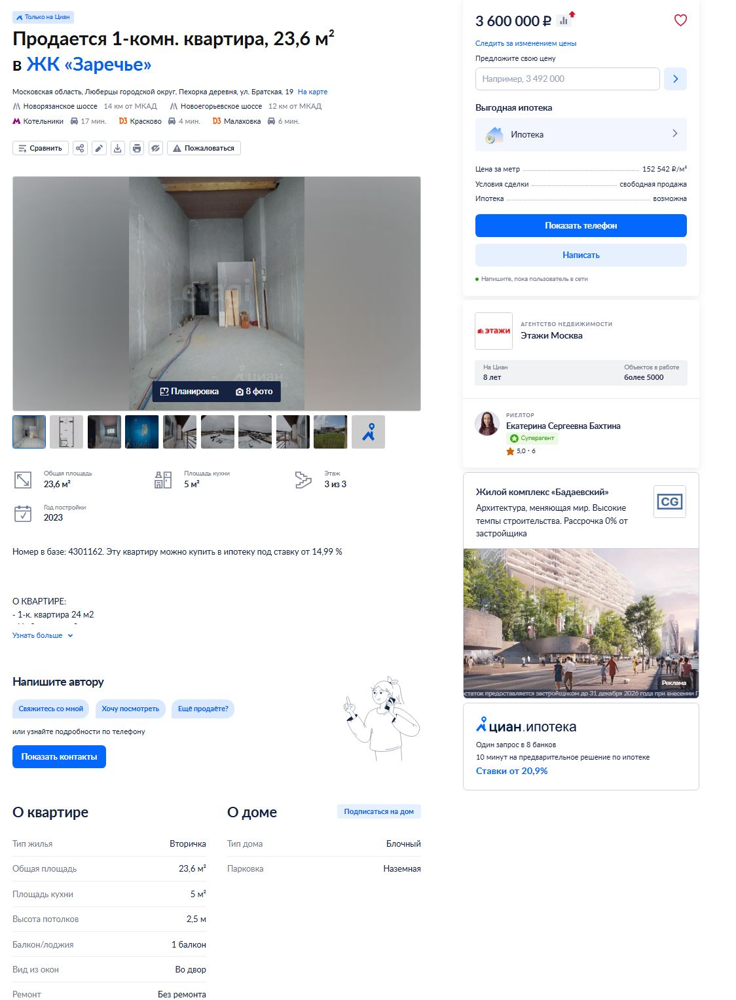 Только на Циан
Продается 1-комн. квартира, 23,6 м²
в ЖК «Заречье»
Московская область, Люберцы городской округ, Пехорка деревня, ул. Братская, 19 На карте
Новорязанское шоссе 14 км от МКАД Новоегорьевское шоссе 12 км от МКАД
Котельники 17 мин. D3 Красково 4 мин. D3 Малаховка 6 мин.
Сравнить Пожаловаться
etagi
циан
Планировка 8 фото
Общая площадь
23,6 м²
Площадь кухни
5 м²
Этаж
3 из 3
Год постройки
2023
Номер в базе: 4301162. Эту квартиру можно купить в ипотеку под ставку от 14,99 %
О КВАРТИРЕ:
- 1-к. квартира 24 м2
Узнать больше
Напишите автору
Свяжитесь со мной Хочу посмотреть Ещё продаёте?
или узнайте подробности по телефону
Показать контакты
О квартире
Тип жилья Вторичка
Общая площадь 23,6 м²
Площадь кухни 5 м²
Высота потолков 2,5 м
Балкон/лоджия 1 балкон
Вид из окон Во двор
Ремонт Без ремонта
О доме Подписаться на дом
Тип дома Блочный
Парковка Наземная
3 600 000 ₽
Следить за изменением цены
Предложите свою цену
Например, 3 492 000
Выгодная ипотека
Ипотека
Цена за метр 152 542 ₽/м²
Условия сделки свободная продажа
Ипотека возможна
Показать телефон
Написать
Напишите, пока пользователь в сети
ЭТАЖИ
АГЕНТСТВО НЕДВИЖИМОСТИ
Этажи Москва
На Циан Объектов в работе
8 лет более 5000
РИЕЛТОР
Екатерина Сергеевна Бахтина
Суперагент
5,0 · 6
Жилой комплекс «Бадаевский»
Архитектура, меняющая мир. Высокие
темпы строительства. Рассрочка 0% от
застройщика
CG
Реклама
остаток предоставляется застройщиком до 31 декабря 2026 года при внесении
циан.ипотека
Один запрос в 8 банков
10 минут на предварительное решение по ипотеке
Ставки от 20,9%